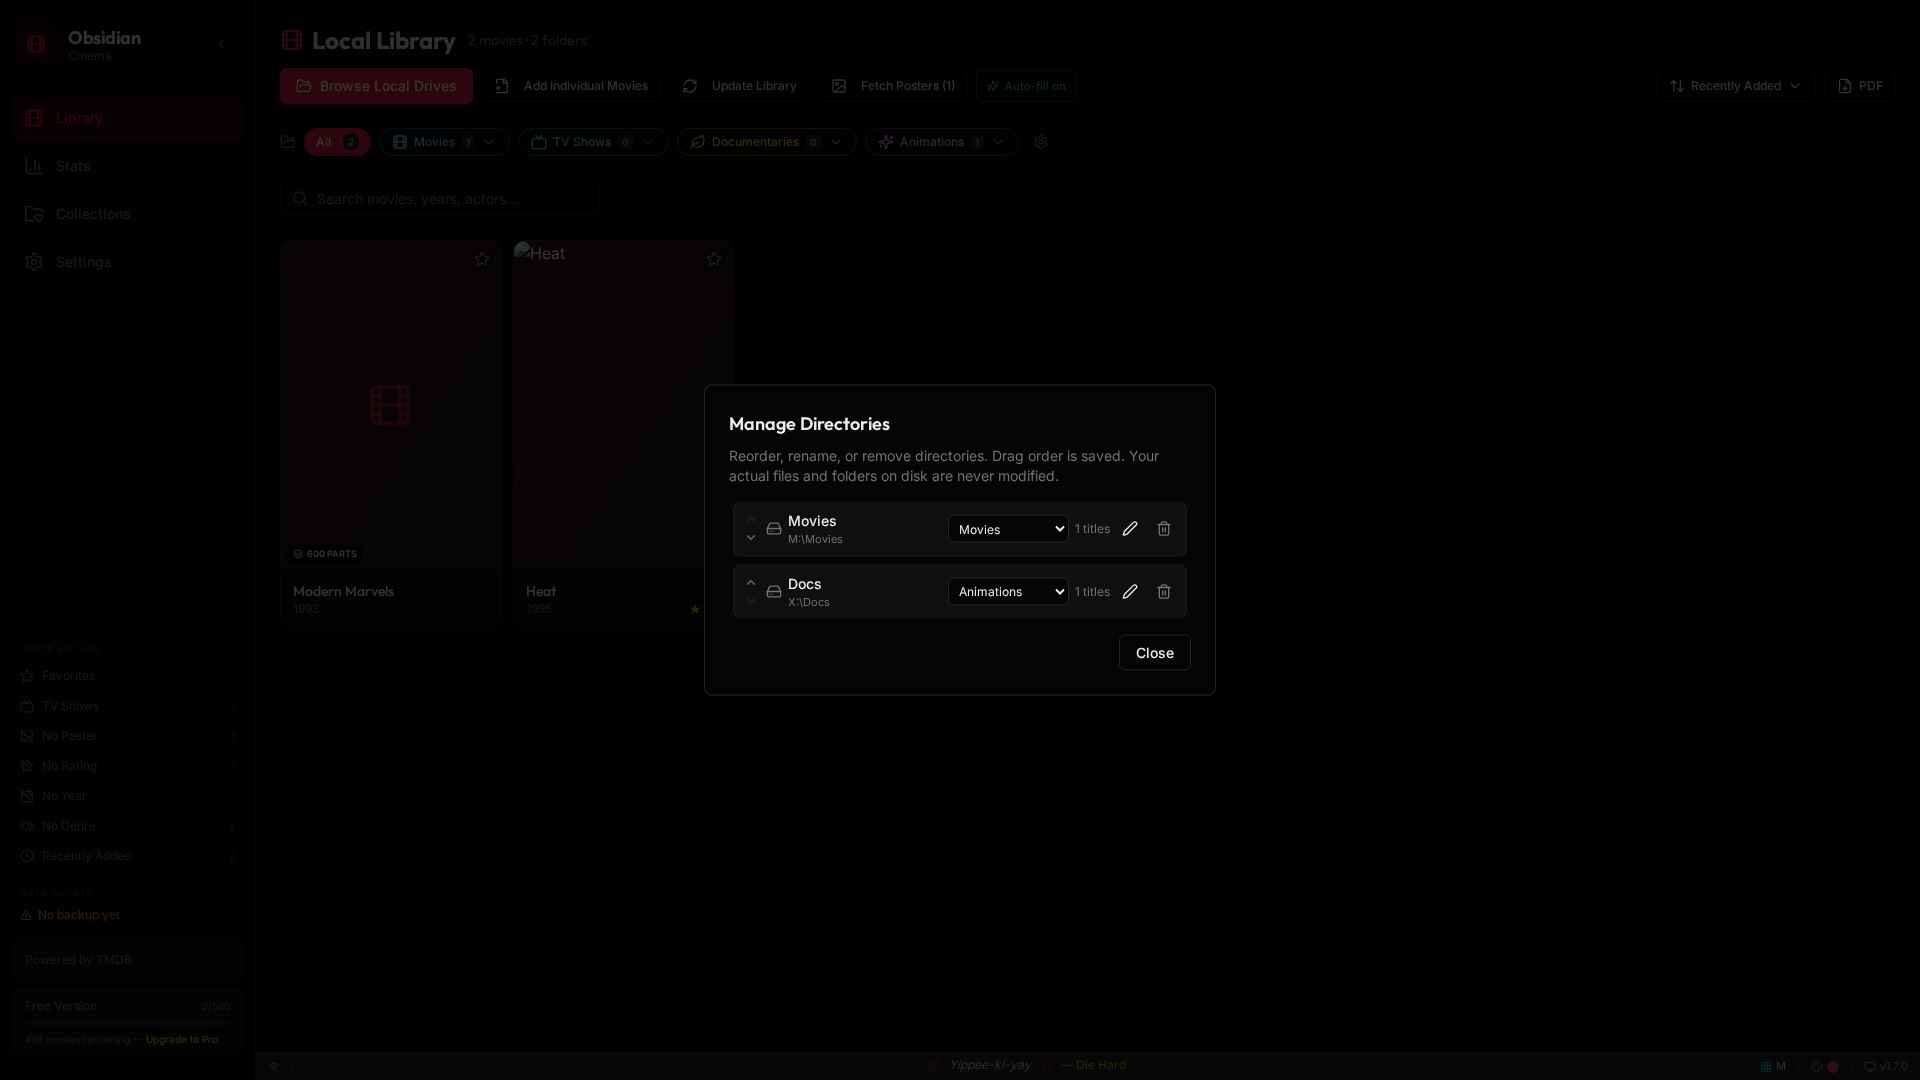 Obsidian
Cinema
Library
Stats
Collections
Settings
Favorites
TV Shows
No Poster
No Rating
No Year
No Genre
Recently Added
No backup yet
Powered by TMDB
Free Version
Upgrade to Pro
Local Library 2 movies · 2 folders
Browse Local Drives Add Individual Movies Update Library Fetch Posters (1) Auto-fill on Recently Added PDF
All 2 Movies 1 TV Shows 0 Documentaries 0 Animations 1
Search movies, years, actors...
600 PARTS
Modern Marvels
1993
Heat
Heat
1995
Manage Directories
Reorder, rename, or remove directories. Drag order is saved. Your
actual files and folders on disk are never modified.
Movies
M:\Movies
Movies 1 titles
Docs
X:\Docs
Animations 1 titles
Close
Yippee-ki-yay — Die Hard
M v1.7.0